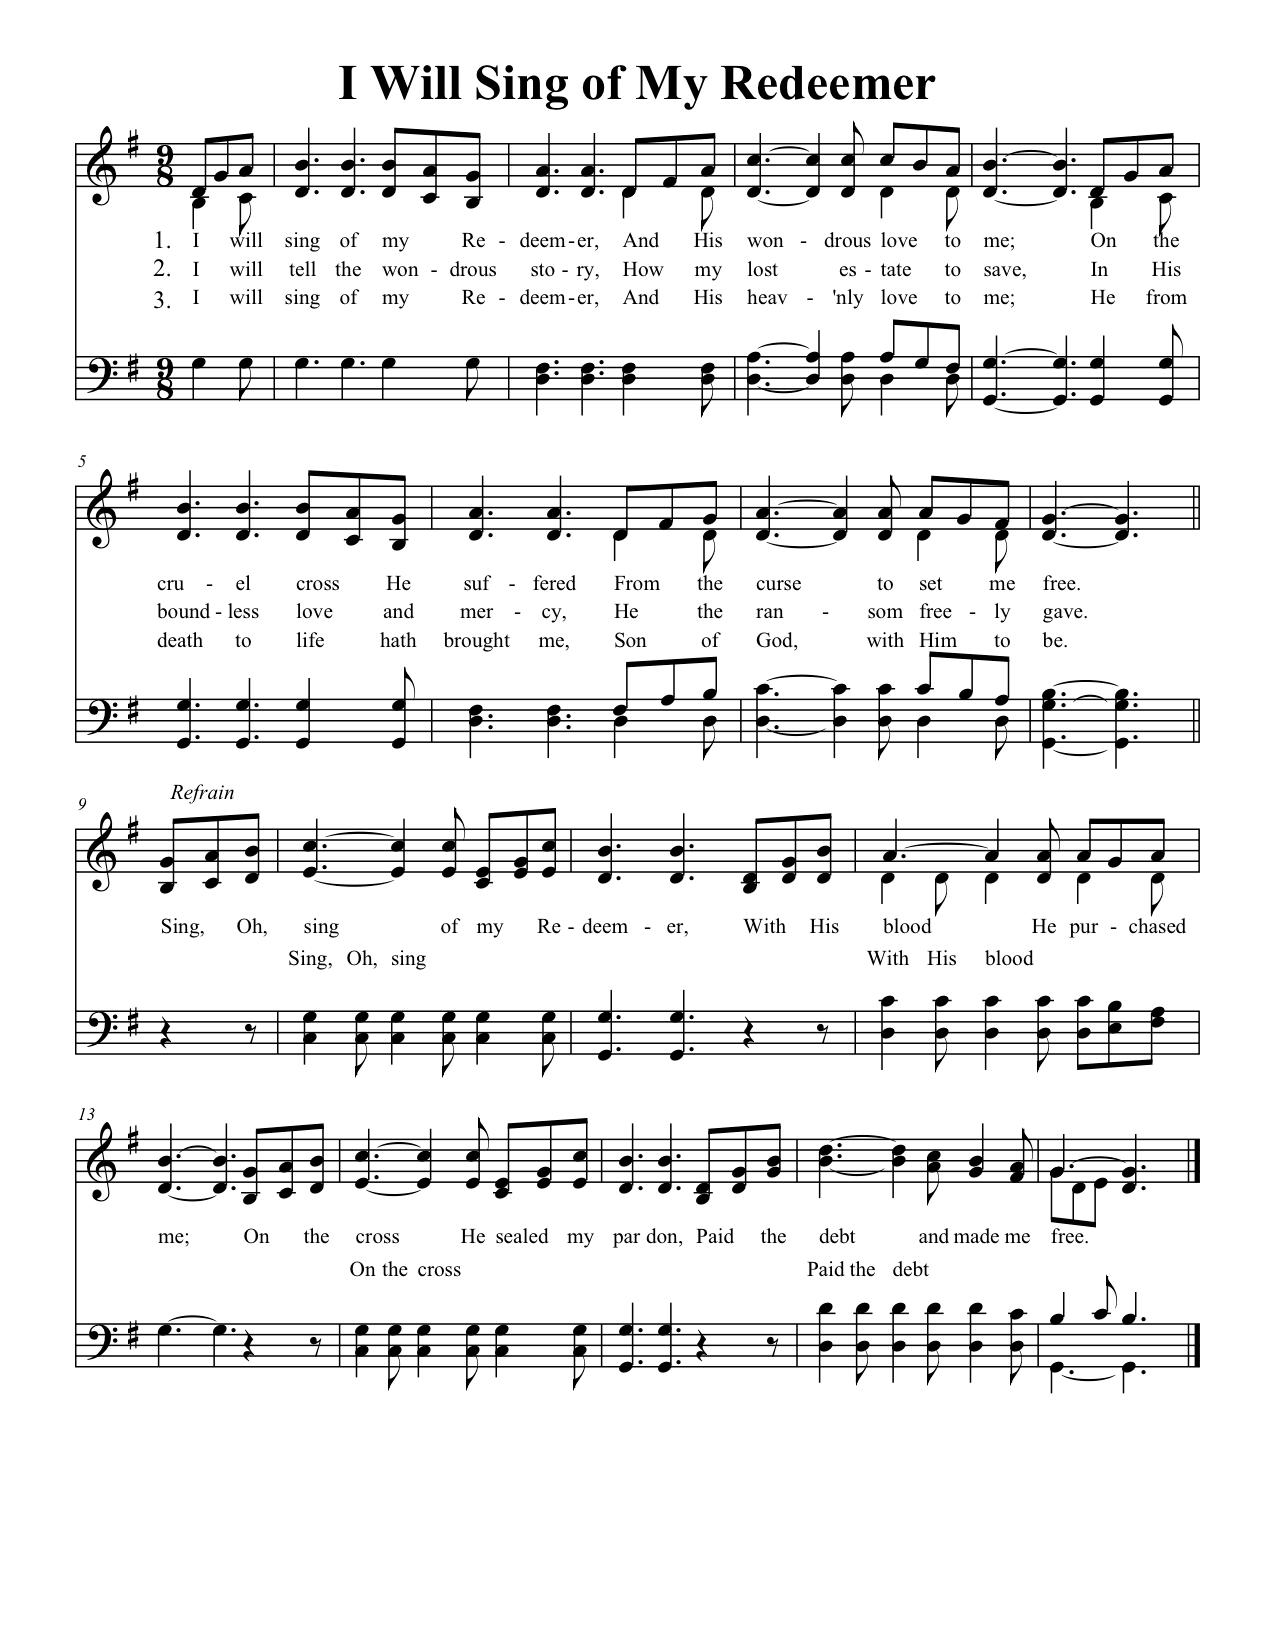 I Will Sing of My Redeemer
9
8
1. I will sing of my Re - deem - er, And His won - drous love to me; On the
2. I will tell the won - drous sto - ry, How my lost es - tate to save, In His
3. I will sing of my Re - deem - er, And His heav - 'nly love to me; He from
9
8
5
cru - el cross He suf - fered From the curse to set me free.
bound - less love and mer - cy, He the ran - som free - ly gave.
death to life hath brought me, Son of God, with Him to be.
9
Refrain
Sing, Oh, sing of my Re - deem - er, With His blood He pur - chased
Sing, Oh, sing With His blood
13
me; On the cross He sealed my par don, Paid the debt and made me free.
On the cross Paid the debt